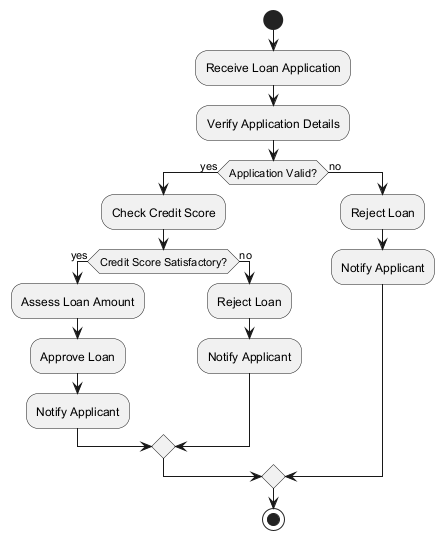 Receive Loan Application
Verify Application Details
yes
Application Valid?
no
Check Credit Score
Reject Loan
yes
Credit Score Satisfactory?
no
Notify Applicant
Assess Loan Amount
Reject Loan
Approve Loan
Notify Applicant
Notify Applicant